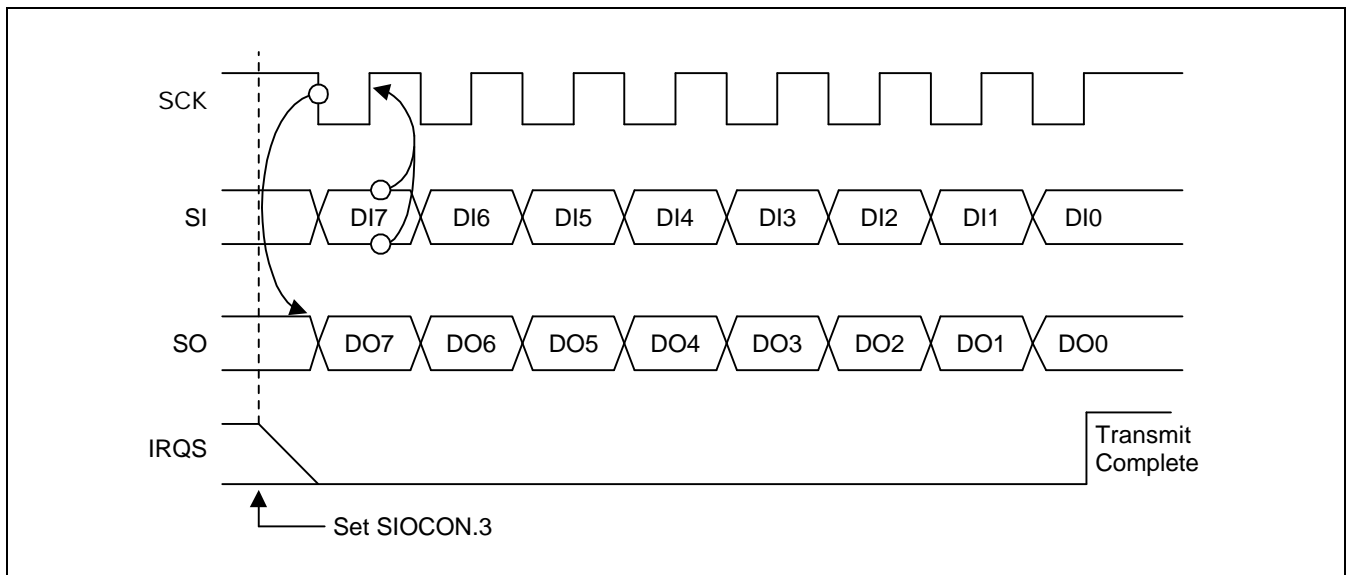 SCK
SI
DI7 DI6 DI5 DI4 DI3 DI2 DI1 DI0
SO
DO7 DO6 DO5 DO4 DO3 DO2 DO1 DO0
IRQS
Transmit
Complete
Set SIOCON.3